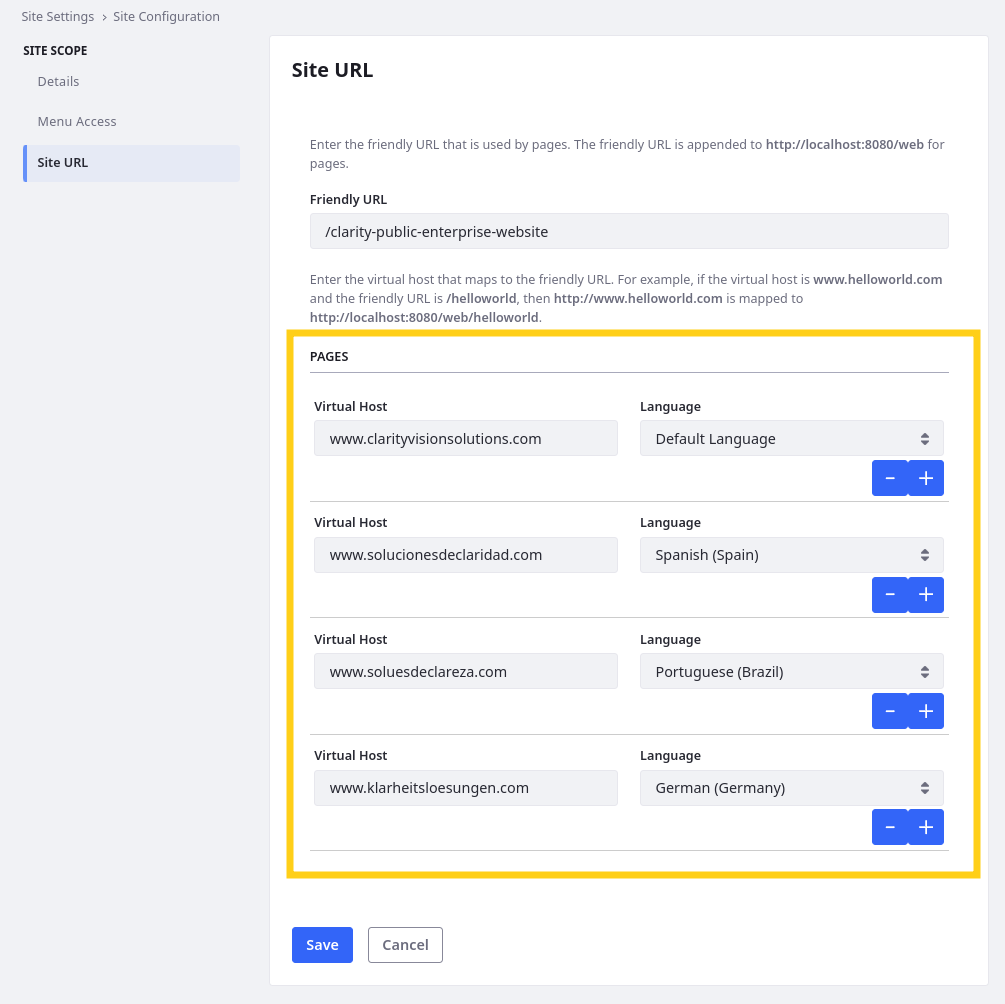 Site Settings › Site Configuration
SITE SCOPE
Details
Menu Access
Site URL
Site URL
Enter the friendly URL that is used by pages. The friendly URL is appended to http://localhost:8080/web for
pages.
Friendly URL
/clarity-public-enterprise-website
Enter the virtual host that maps to the friendly URL. For example, if the virtual host is www.helloworld.com
and the friendly URL is /helloworld, then http://www.helloworld.com is mapped to
http://localhost:8080/web/helloworld.
PAGES
Virtual Host Language
www.clarityvisionsolutions.com Default Language
- +
Virtual Host Language
www.solucionesdeclaridad.com Spanish (Spain)
- +
Virtual Host Language
www.soluesdeclareza.com Portuguese (Brazil)
- +
Virtual Host Language
www.klarheitsloesungen.com German (Germany)
- +
Save Cancel